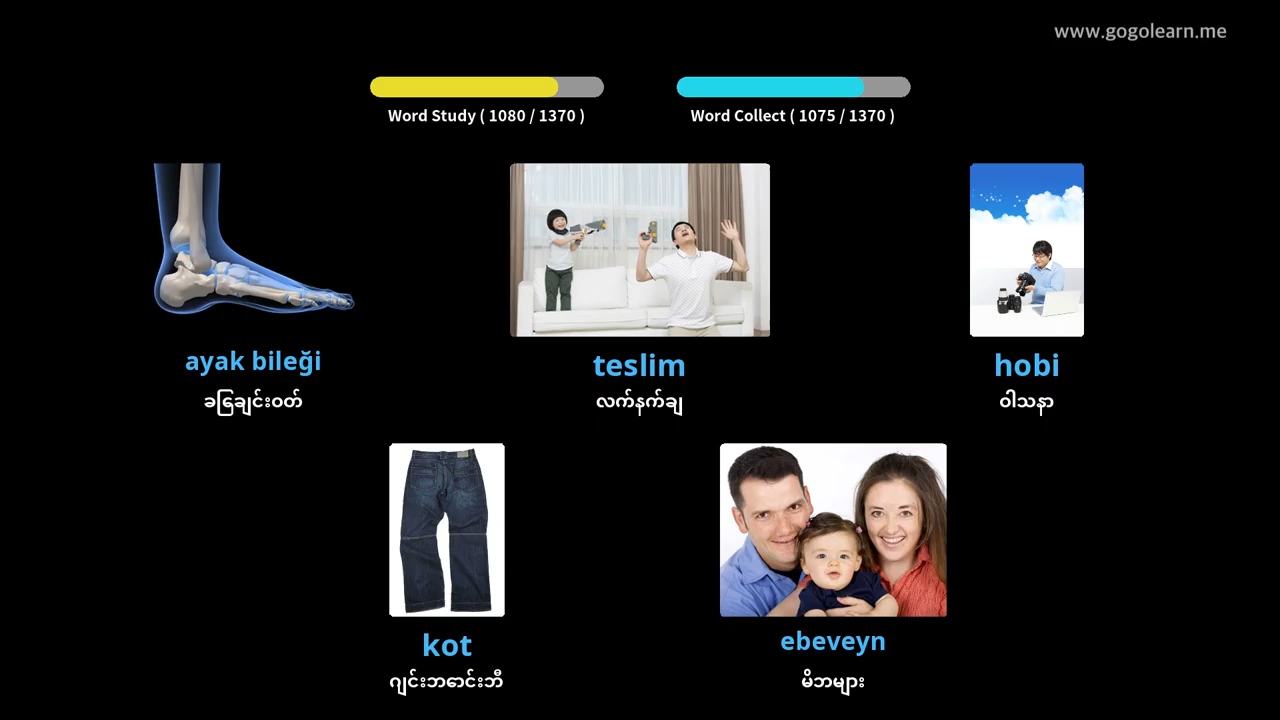 www.gogolearn.me
Word Study ( 1080 / 1370 )
Word Collect ( 1075 / 1370 )
ayak bileği
ခြေချင်းဝတ်
teslim
လက်နက်ချ
hobi
ဝါသနာ
kot
ဂျင်းဘောင်းဘီ
ebeveyn
မိဘများ